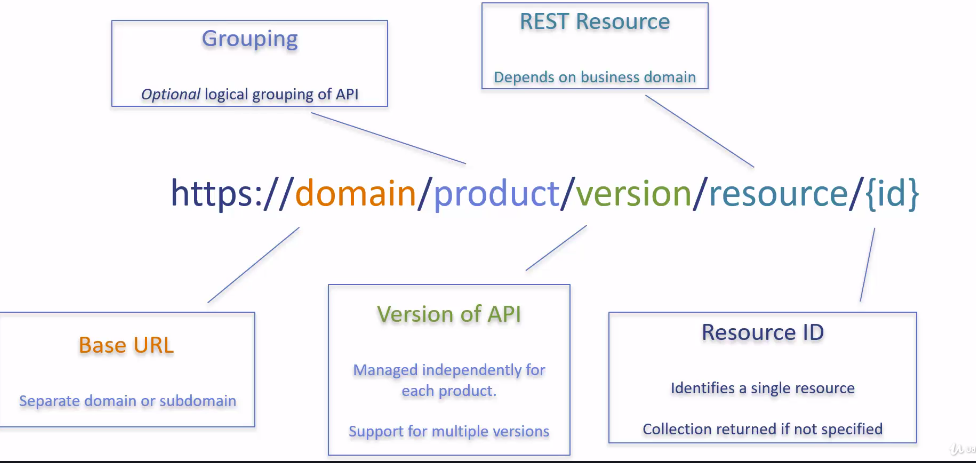 Grouping
Optional logical grouping of API
REST Resource
Depends on business domain
https://domain/product/version/resource/{id}
Base URL
Separate domain or subdomain
Version of API
Managed independently for
each product.
Support for multiple versions
Resource ID
Identifies a single resource
Collection returned if not specified